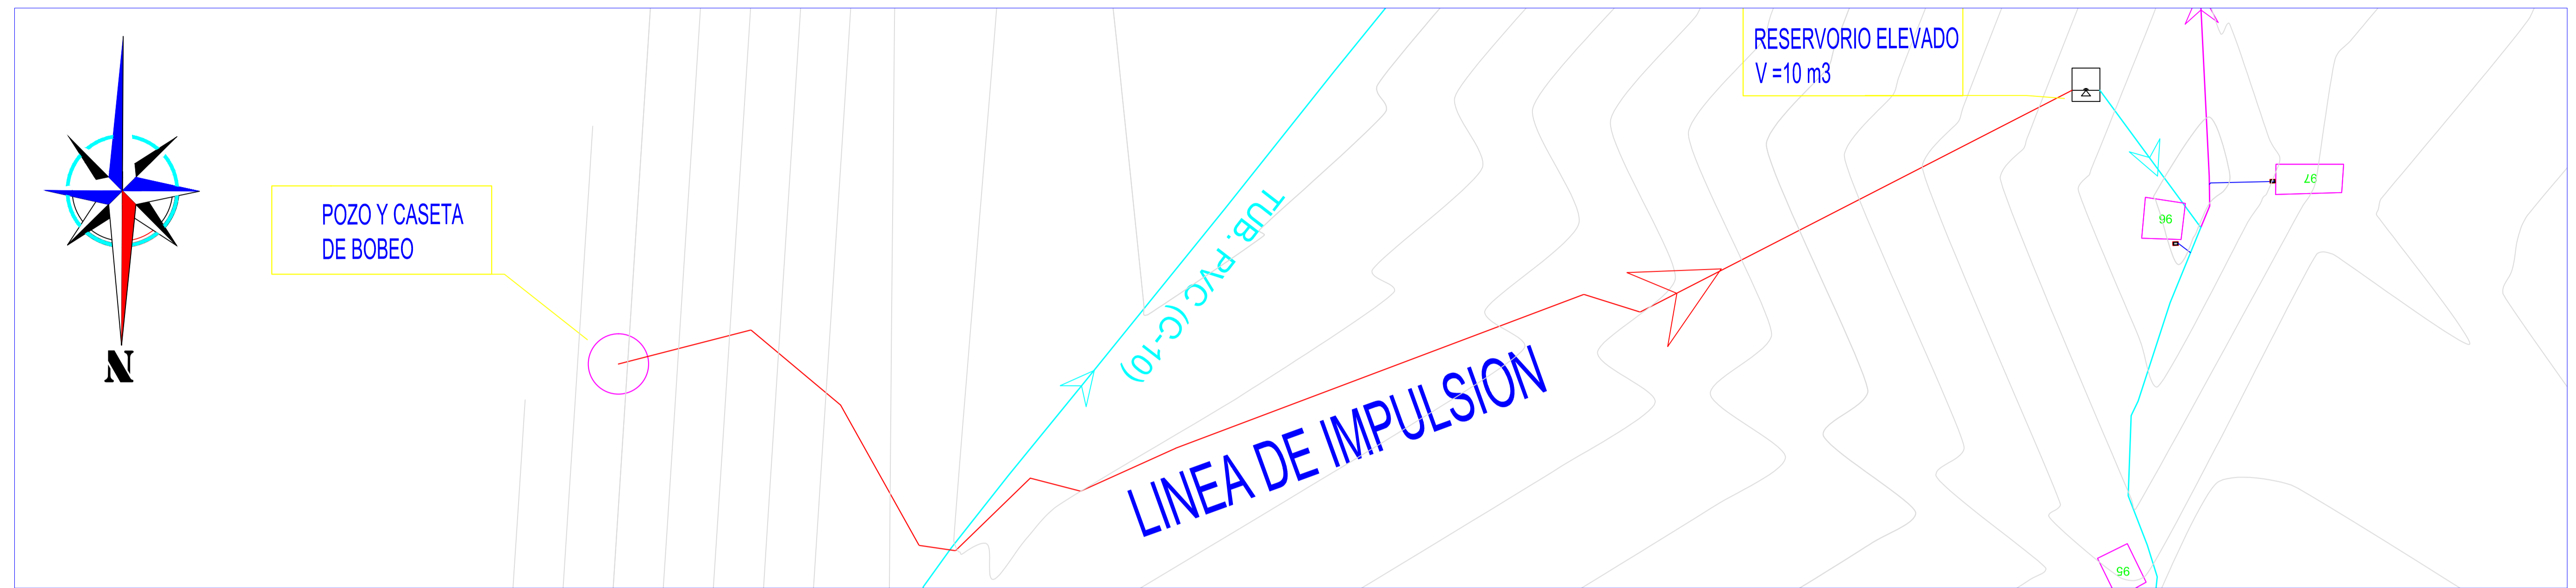 RESERVORIO ELEVADO
V =10 m3
POZO Y CASETA
DE BOBEO
N
TUB. PVC (C-10)
LINEA DE IMPULSION
97
96
95